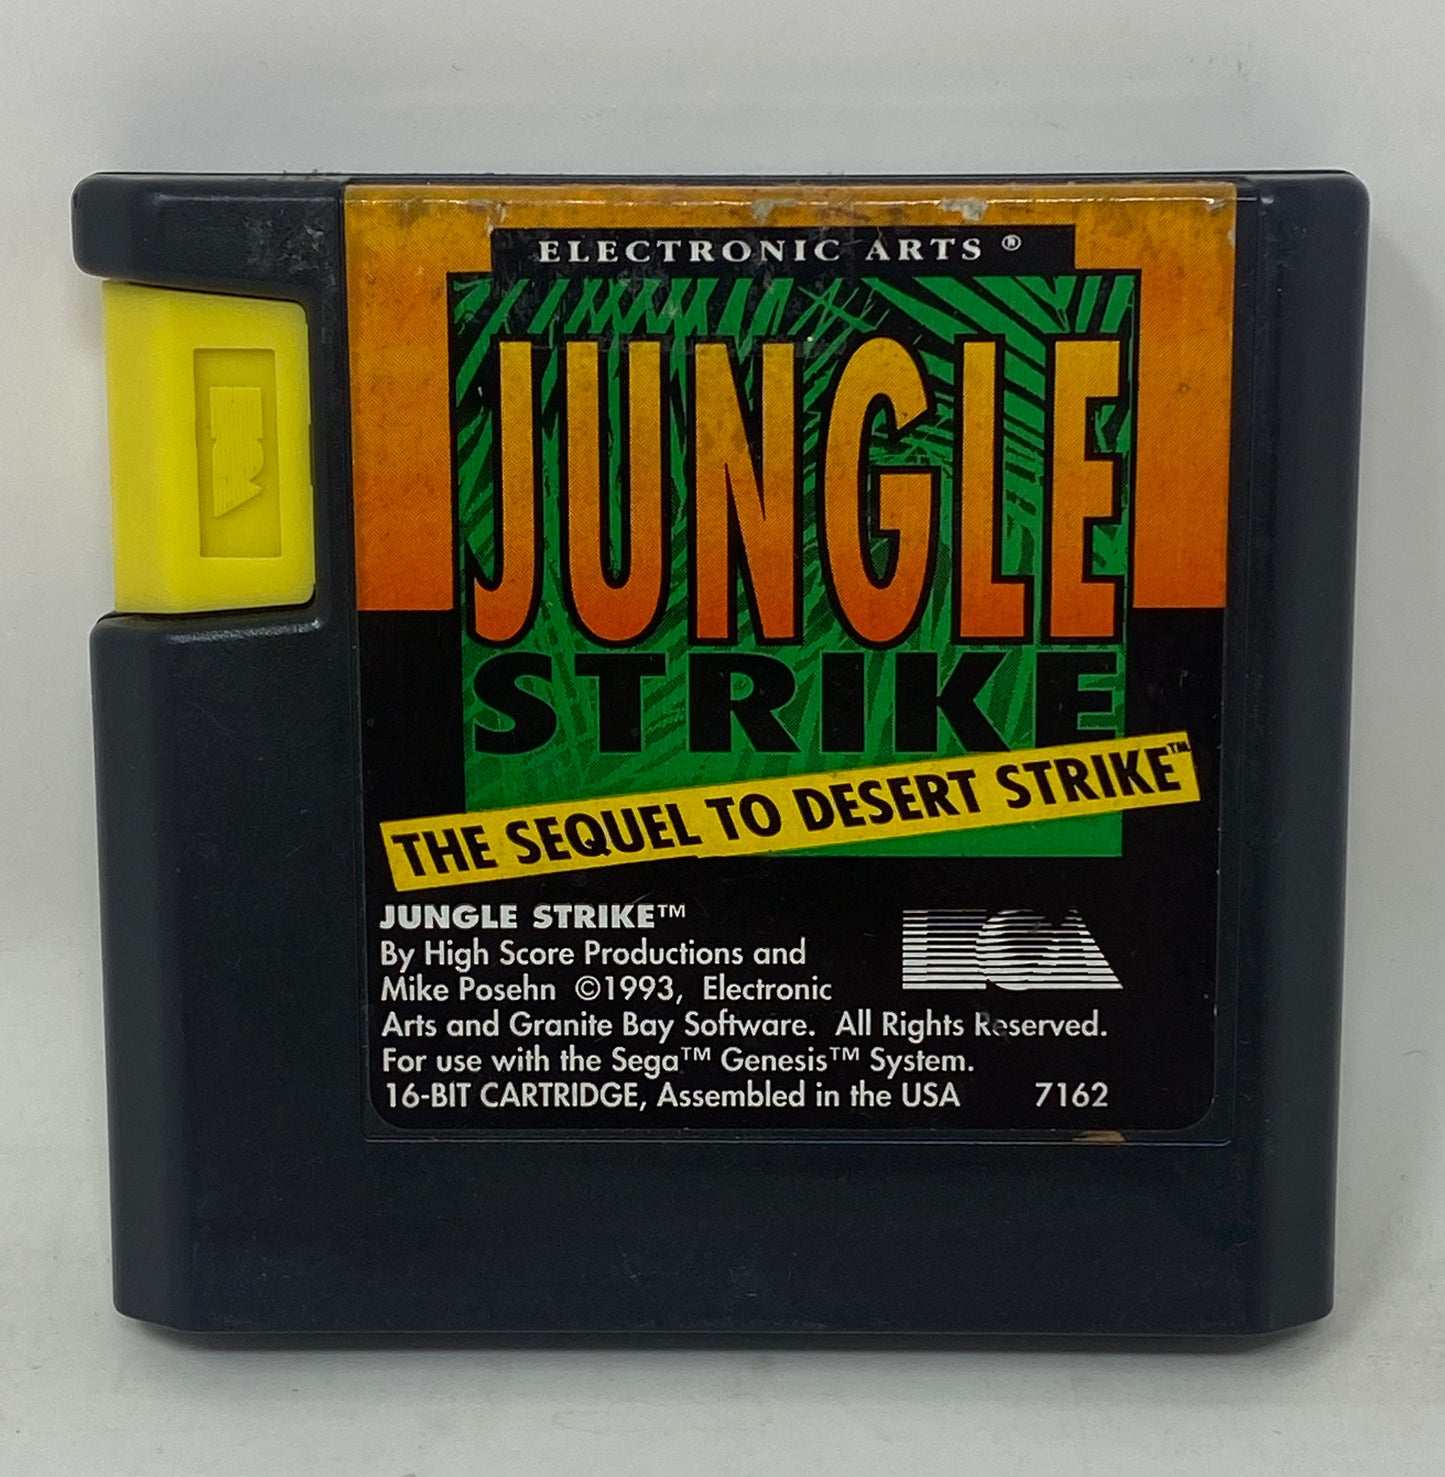 ELECTRONIC ARTS ®
JUNGLE
STRIKE
THE SEQUEL TO DESERT STRIKE™
JUNGLE STRIKE™
By High Score Productions and
Mike Posehn ©1993, Electronic
Arts and Granite Bay Software. All Rights Reserved.
For use with the Sega™ Genesis™ System.
16-BIT CARTRIDGE, Assembled in the USA 7162
EA